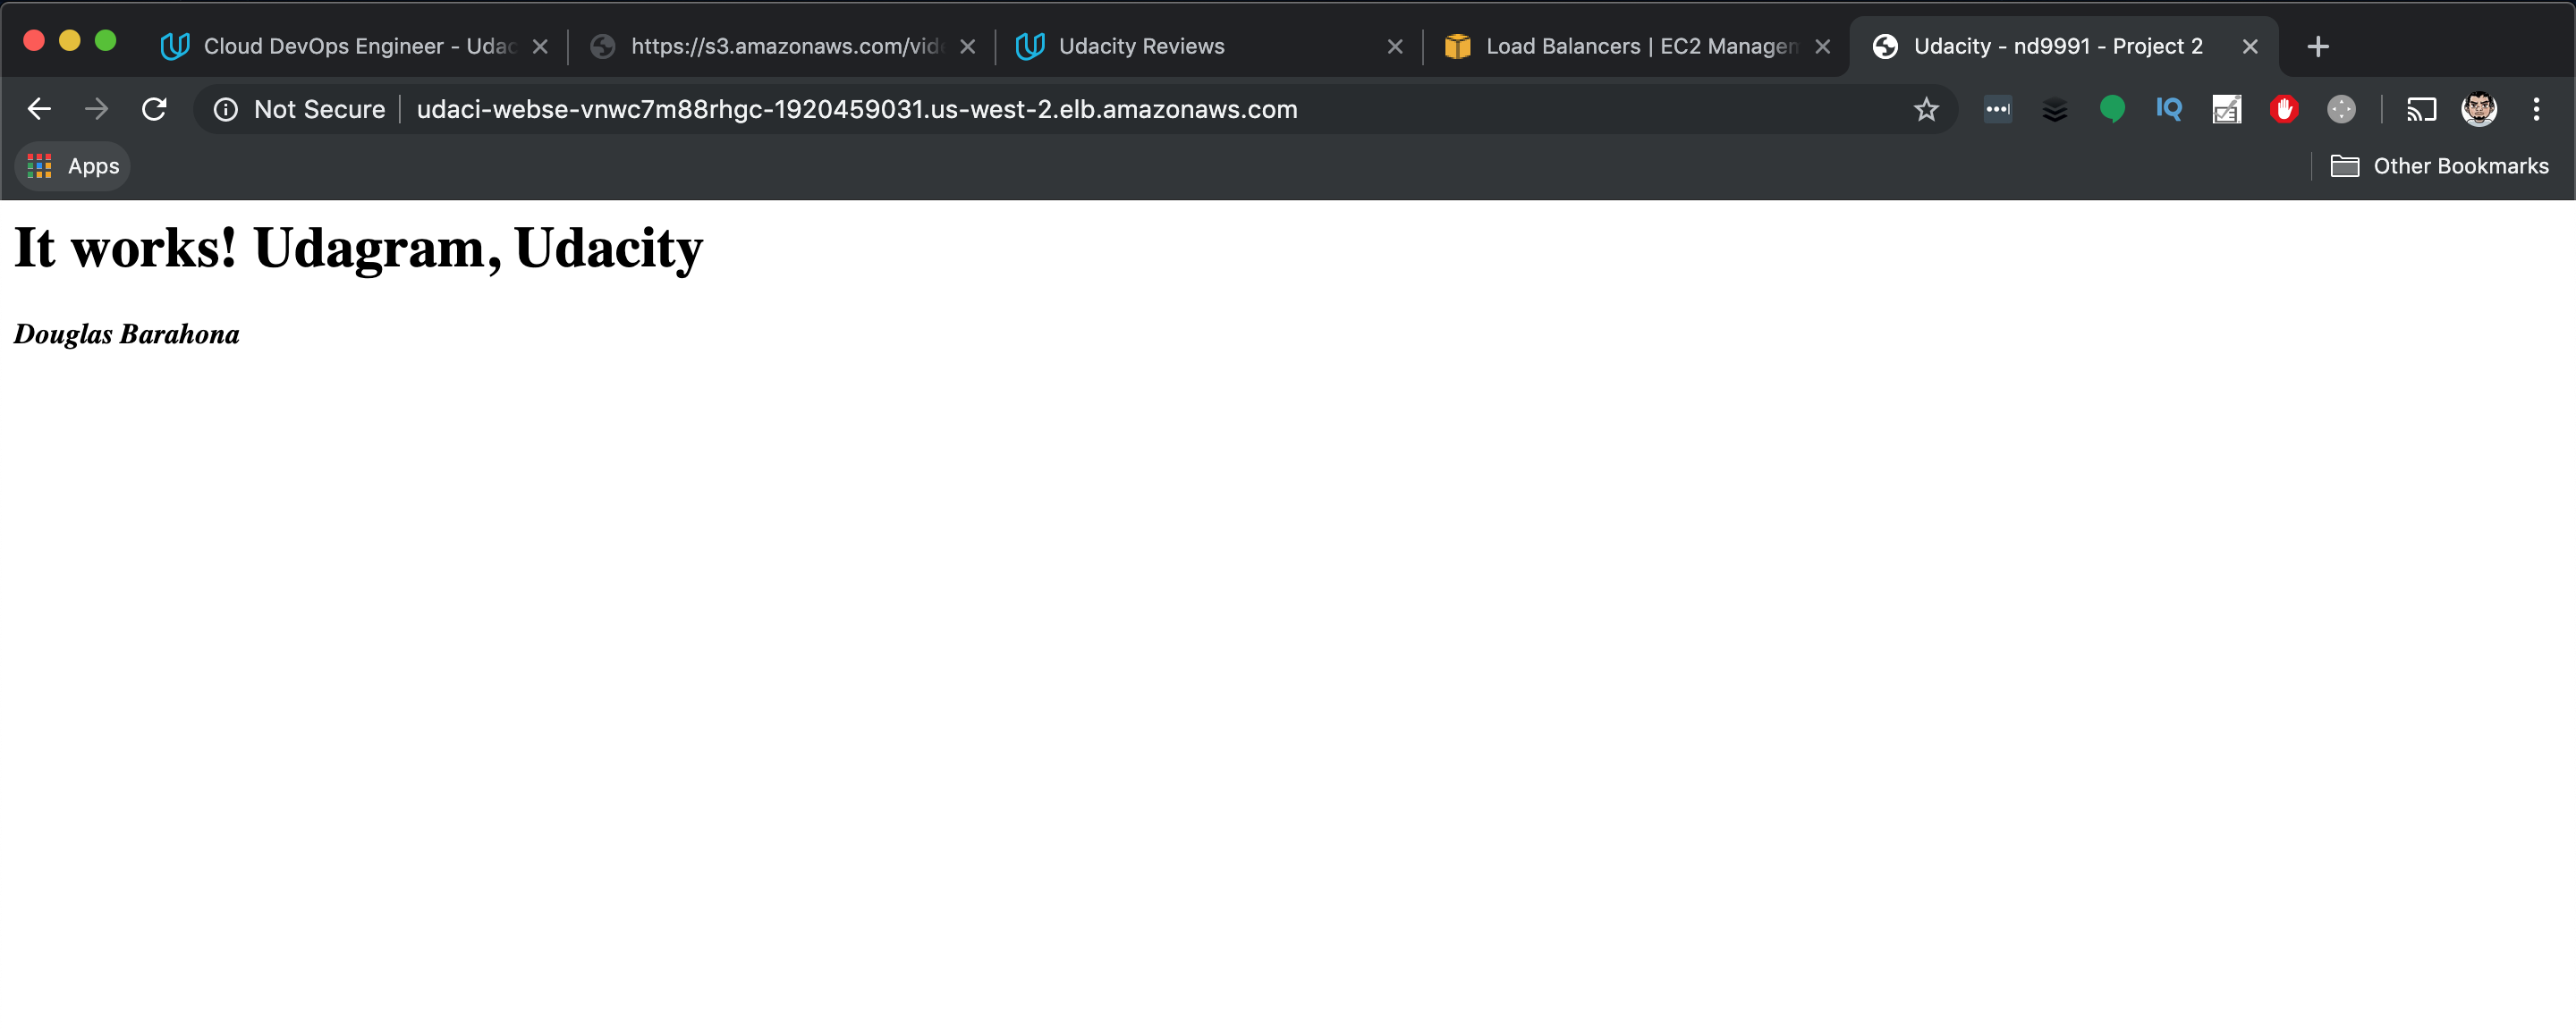 Cloud DevOps Engineer - Udac
https://s3.amazonaws.com/vide
Udacity Reviews
Load Balancers | EC2 Managem
Udacity - nd9991 - Project 2
Not Secure
udaci-webse-vnwc7m88rhgc-1920459031.us-west-2.elb.amazonaws.com
IQ
Apps
Other Bookmarks
It works! Udagram, Udacity
Douglas Barahona